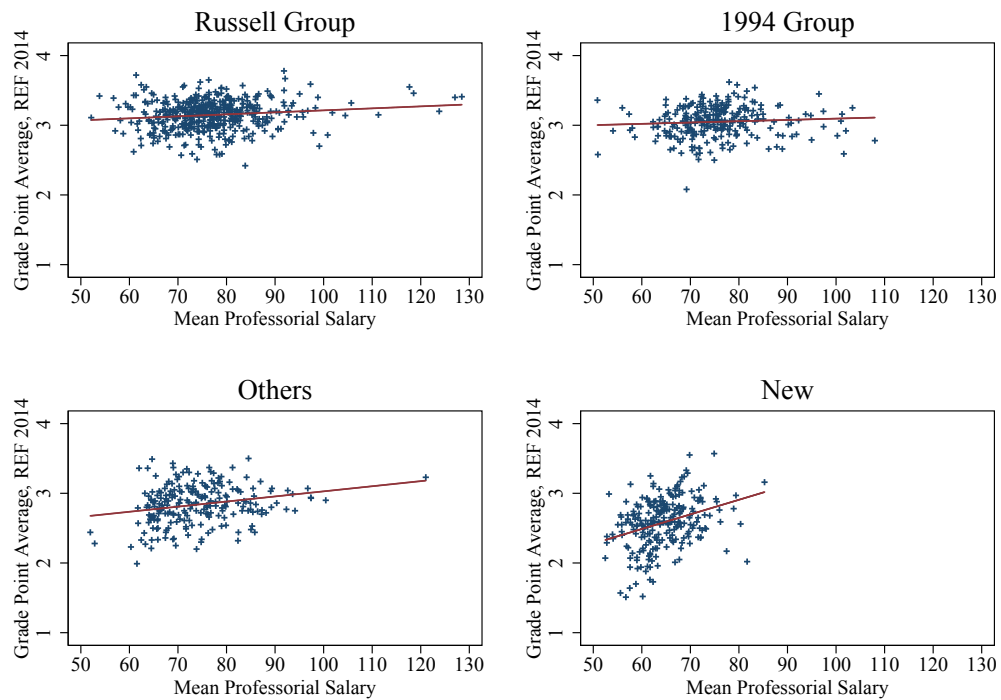 Russell Group
Grade Point Average, REF 2014
4
3
2
1
50 60 70 80 90 100 110 120 130
Mean Professorial Salary
1994 Group
Grade Point Average, REF 2014
4
3
2
1
50 60 70 80 90 100 110 120 130
Mean Professorial Salary
Others
Grade Point Average, REF 2014
4
3
2
1
50 60 70 80 90 100 110 120 130
Mean Professorial Salary
New
Grade Point Average, REF 2014
4
3
2
1
50 60 70 80 90 100 110 120 130
Mean Professorial Salary